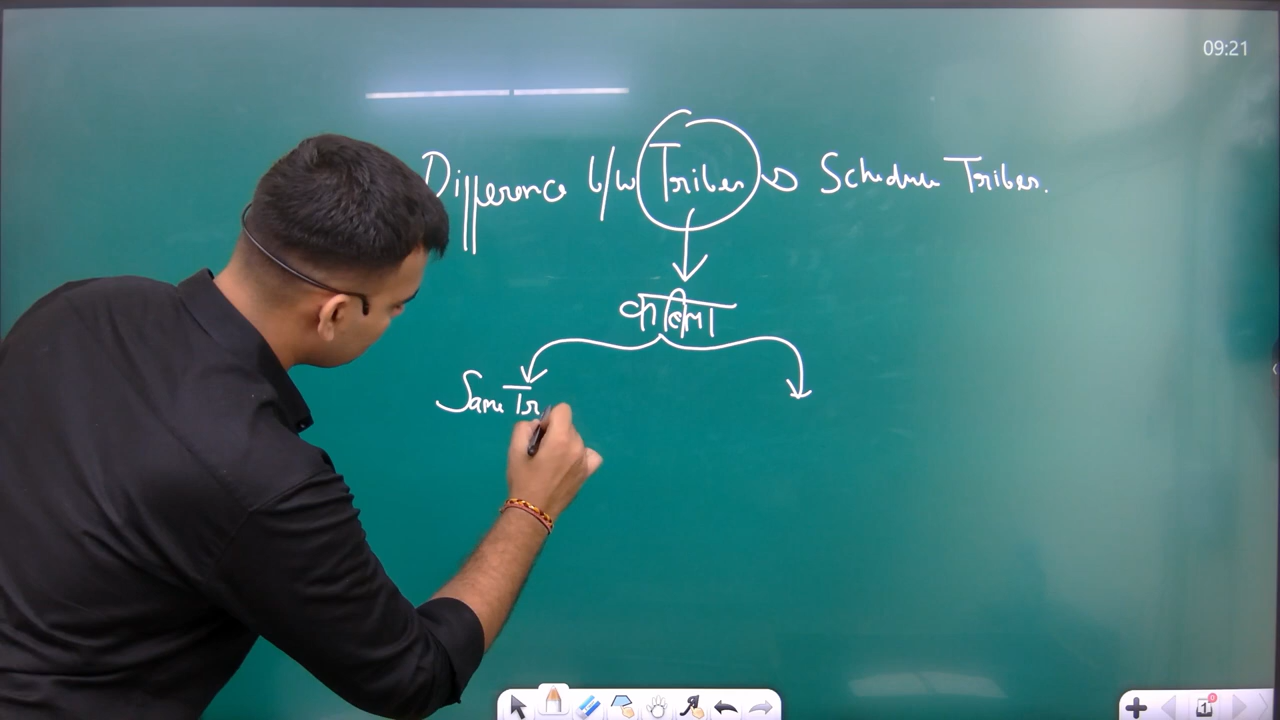 09:21
Difference b/w Tribes & Schedule Tribes.
कबिला
Same Tr